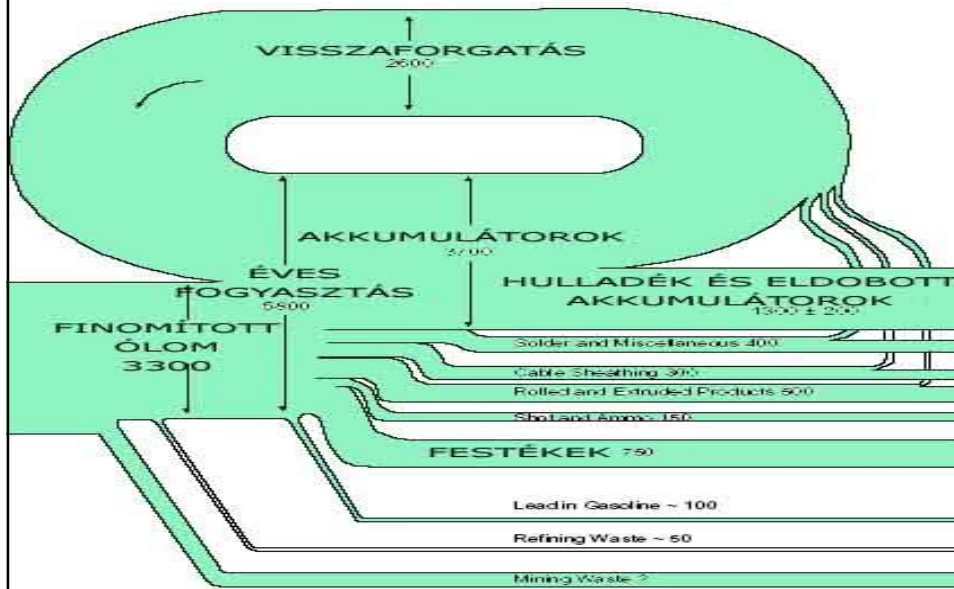 VISSZAFORGATÁS
2600
AKKUMULÁTOROK
3700
ÉVES
FOGYASZTÁS
5900
HULLADÉK ÉS ELDOBOTT
AKKUMULÁTOROK
1300 ± 200
FINOMÍTOTT
ÓLOM
3300
Solder and Miscellaneous 400
Cable Sheathing 300
Rolled and Extruded Products 500
Shot and Ammo 150
FESTÉKEK 750
Lead in Gasoline ~ 100
Refining Waste ~ 50
Mining Waste ?